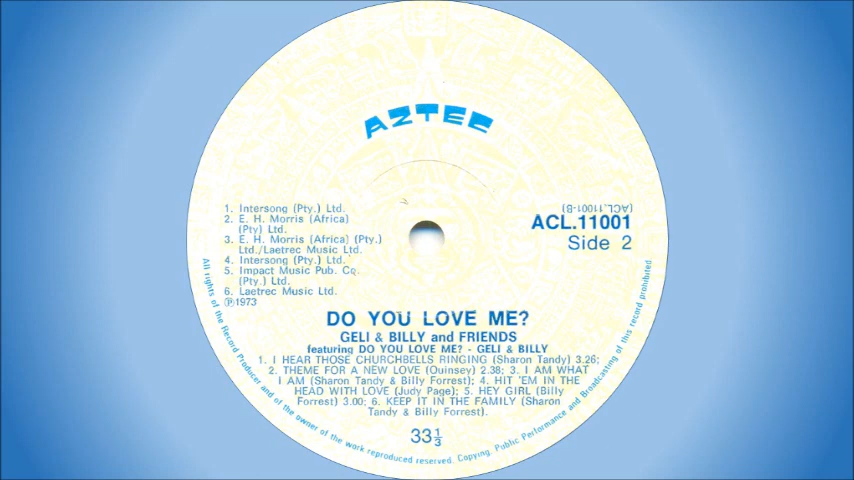 AZTEC
1. Intersong (Pty.) Ltd.
2. E. H. Morris (Africa)
(Pty) Ltd.
3. E. H. Morris (Africa) (Pty.)
Ltd./Laetrec Music Ltd.
4. Intersong (Pty.) Ltd.
5. Impact Music Pub. Co.
(Pty.) Ltd.
6. Laetrec Music Ltd.
Ⓟ1973
(ACL.11001-B)
ACL.11001
Side 2
DO YOU LOVE ME?
GELI & BILLY and FRIENDS
featuring DO YOU LOVE ME? - GELI & BILLY
1. I HEAR THOSE CHURCHBELLS RINGING (Sharon Tandy) 3.26;
2. THEME FOR A NEW LOVE (Quinsey) 2.38; 3. I AM WHAT
I AM (Sharon Tandy & Billy Forrest); 4. HIT 'EM IN THE
HEAD WITH LOVE (Judy Page); 5. HEY GIRL (Billy
Forrest) 3.00; 6. KEEP IT IN THE FAMILY (Sharon
Tandy & Billy Forrest).
33⅓
All rights of the Record Producer and of the owner of the work reproduced reserved. Copying, Public Performance and Broadcasting of this record prohibited